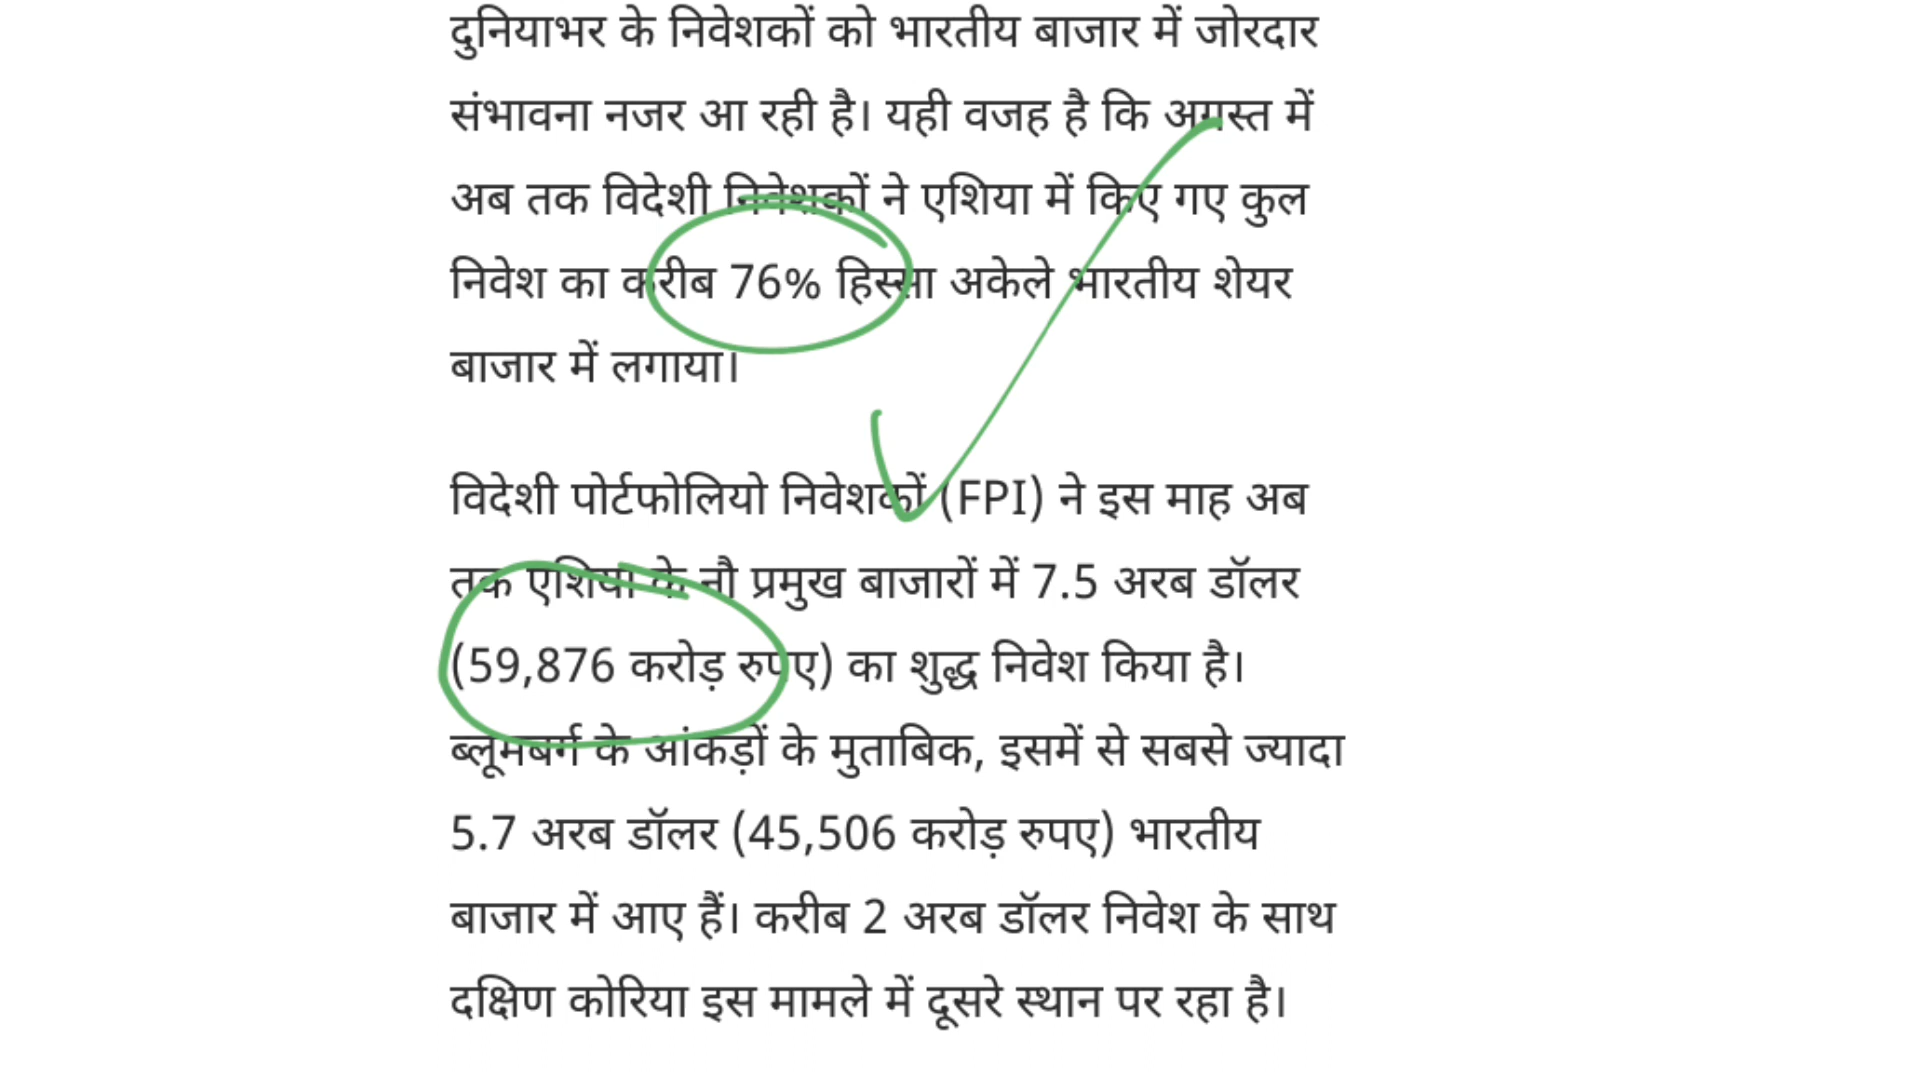 दुनियाभर के निवेशकों को भारतीय बाजार में जोरदार
संभावना नजर आ रही है। यही वजह है कि अगस्त में
अब तक विदेशी निवेशकों ने एशिया में किए गए कुल
निवेश का करीब 76% हिस्सा अकेले भारतीय शेयर
बाजार में लगाया।
विदेशी पोर्टफोलियो निवेशकों (FPI) ने इस माह अब
तक एशिया के नौ प्रमुख बाजारों में 7.5 अरब डॉलर
(59,876 करोड़ रुपए) का शुद्ध निवेश किया है।
ब्लूमबर्ग के आंकड़ों के मुताबिक, इसमें से सबसे ज्यादा
5.7 अरब डॉलर (45,506 करोड़ रुपए) भारतीय
बाजार में आए हैं। करीब 2 अरब डॉलर निवेश के साथ
दक्षिण कोरिया इस मामले में दूसरे स्थान पर रहा है।